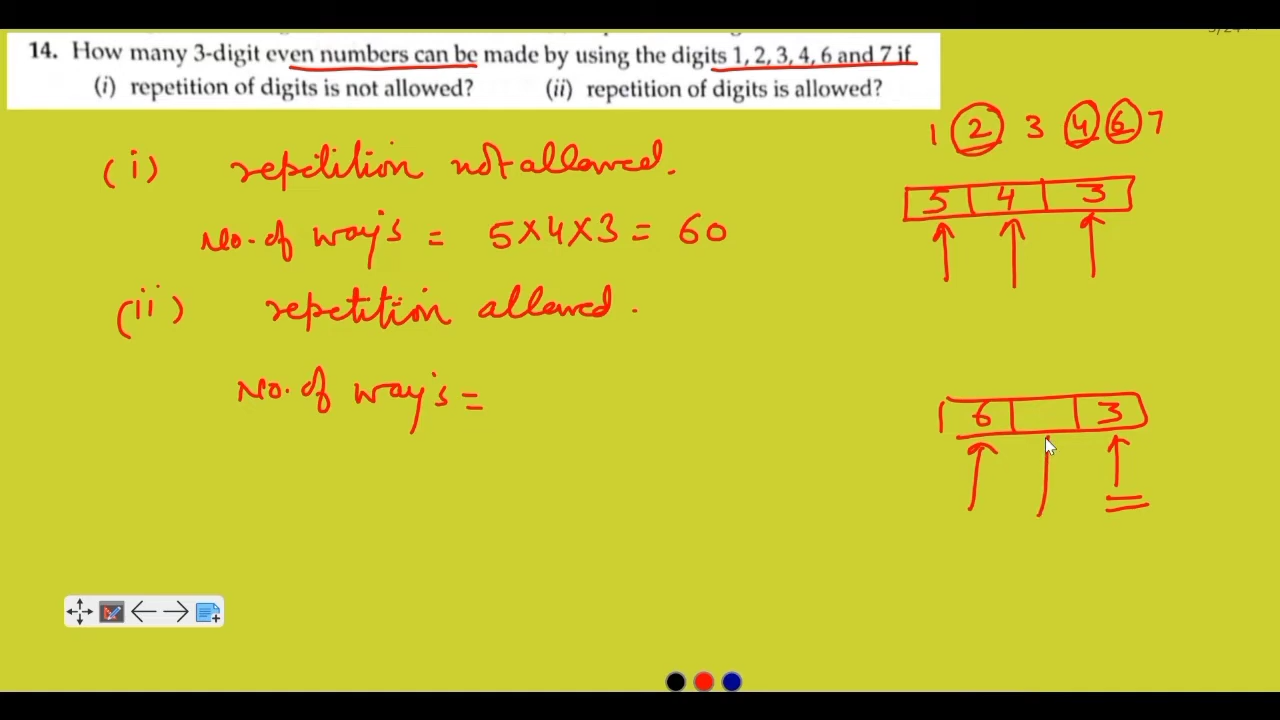 14. How many 3-digit even numbers can be made by using the digits 1, 2, 3, 4, 6 and 7 if
(i) repetition of digits is not allowed? (ii) repetition of digits is allowed?
1 2 3 4 6 7
(i) repitition not allowed.
5 4 3
No. of way's = 5×4×3 = 60
(ii) repetition allowed.
No. of way's =
6 3